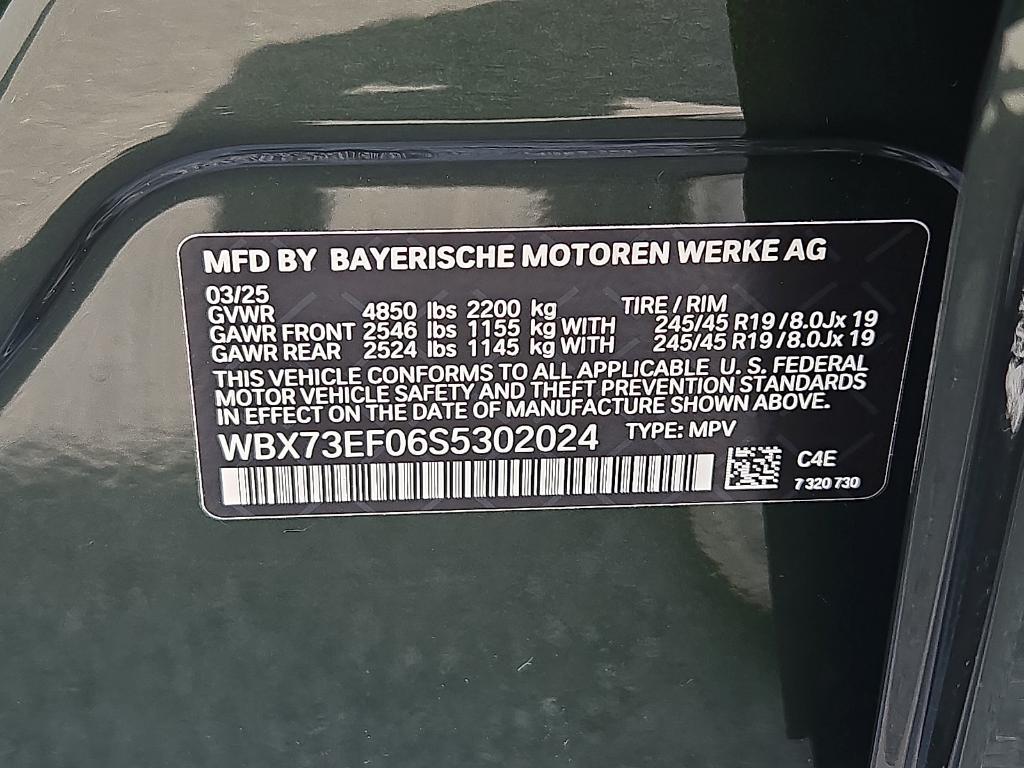 MFD BY BAYERISCHE MOTOREN WERKE AG
03/25
GVWR 4850 lbs 2200 kg TIRE / RIM
GAWR FRONT 2546 lbs 1155 kg WITH 245/45 R19 / 8.0Jx 19
GAWR REAR 2524 lbs 1145 kg WITH 245/45 R19 / 8.0Jx 19
THIS VEHICLE CONFORMS TO ALL APPLICABLE U. S. FEDERAL
MOTOR VEHICLE SAFETY AND THEFT PREVENTION STANDARDS
IN EFFECT ON THE DATE OF MANUFACTURE SHOWN ABOVE.
WBX73EF06S5302024 TYPE: MPV
C4E
7 320 730